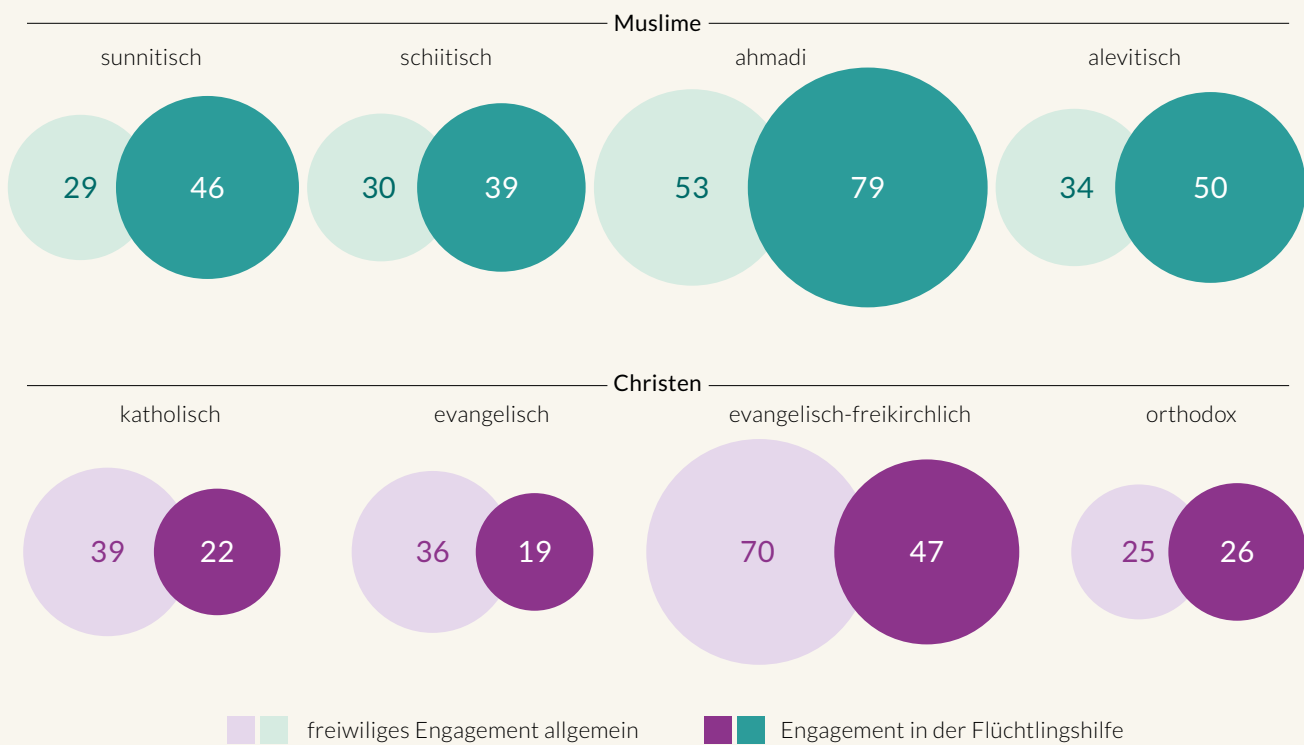 Muslime
sunnitisch schiitisch ahmadi alevitisch
29 46 30 39 53 79 34 50
Christen
katholisch evangelisch evangelisch-freikirchlich orthodox
39 22 36 19 70 47 25 26
freiwiliges Engagement allgemein Engagement in der Flüchtlingshilfe